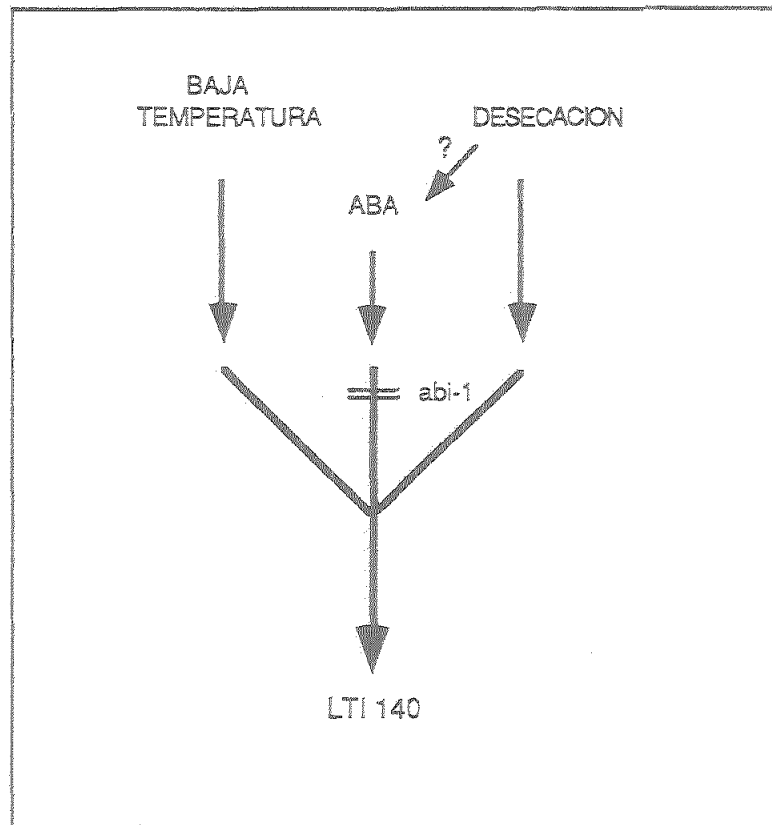 BAJA
TEMPERATURA
DESECACION
?
ABA
abi-1
LTI 140